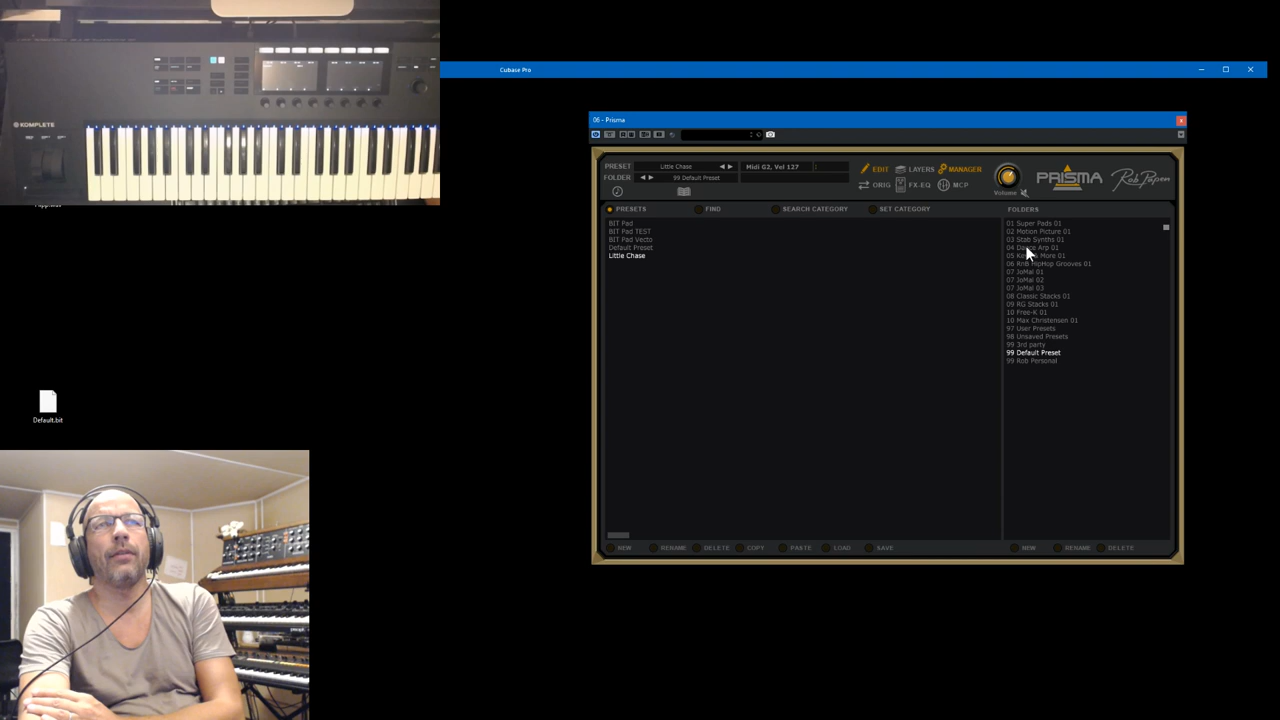 KOMPLETE
Cubase Pro
06 - Prisma
PRESET
Little Chase
Midi G2, Vel 127
EDIT
LAYERS
MANAGER
FOLDER
99 Default Preset
ORIG
FX-EQ
MCP
Volume
PRISMA
Rob Papen
PRESETS
FIND
SEARCH CATEGORY
SET CATEGORY
FOLDERS
BIT Pad
BIT Pad TEST
BIT Pad Vecto
Default Preset
Little Chase
01 Super Pads 01
02 Motion Picture 01
03 Stab Synths 01
04 Dance Arp 01
05 & More 01
06 RnB HipHop Grooves 01
07 JoMal 01
07 JoMal 02
07 JoMal 03
08 Classic Stacks 01
09 RG Stacks 01
10 Free-K 01
10 Max Christensen 01
97 User Presets
98 Unsaved Presets
99 3rd party
99 Default Preset
99 Rob Personal
NEW
RENAME
DELETE
COPY
PASTE
LOAD
SAVE
NEW
RENAME
DELETE
Default.bit